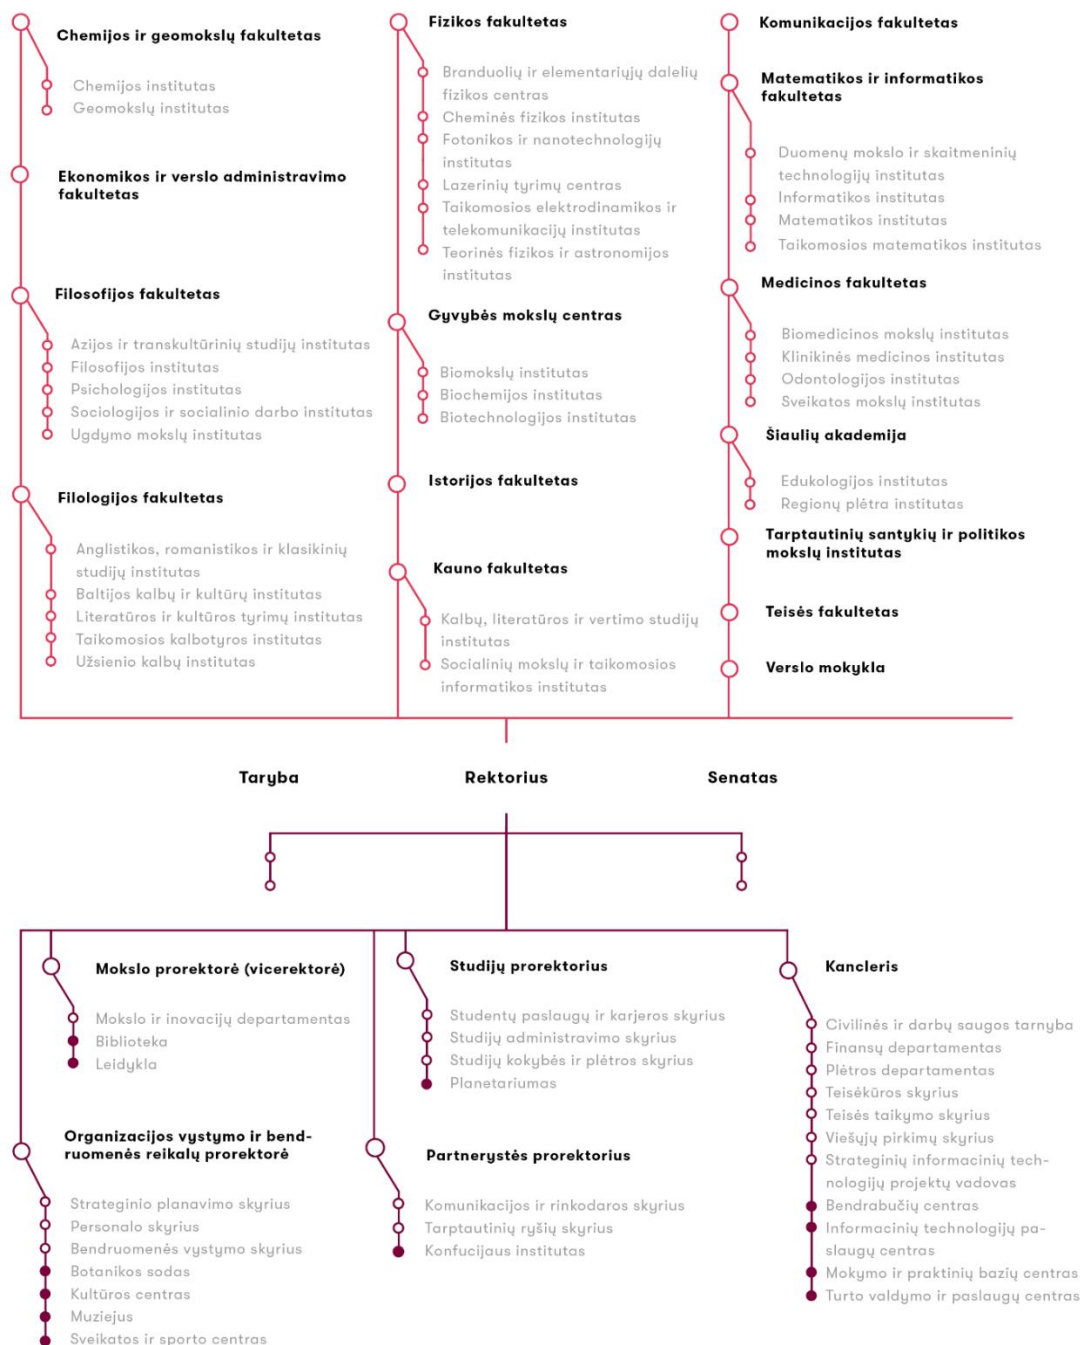 Chemijos ir geomokslų fakultetas
Chemijos institutas
Geomokslų institutas
Ekonomikos ir verslo administravimo
fakultetas
Filosofijos fakultetas
Azijos ir transkultūrinių studijų institutas
Filosofijos institutas
Psichologijos institutas
Sociologijos ir socialinio darbo institutas
Ugdymo mokslų institutas
Filologijos fakultetas
Anglistikos, romanistikos ir klasikinių
studijų institutas
Baltijos kalbų ir kultūrų institutas
Literatūros ir kultūros tyrimų institutas
Taikomosios kalbotyros institutas
Užsienio kalbų institutas
Fizikos fakultetas
Branduolių ir elementariųjų dalelių
fizikos centras
Cheminės fizikos institutas
Fotonikos ir nanotechnologijų
institutas
Lazerinių tyrimų centras
Taikomosios elektrodinamikos ir
telekomunikacijų institutas
Teorinės fizikos ir astronomijos
institutas
Gyvybės mokslų centras
Biomokslų institutas
Biochemijos institutas
Biotechnologijos institutas
Istorijos fakultetas
Kauno fakultetas
Kalbų, literatūros ir vertimo studijų
institutas
Socialinių mokslų ir taikomosios
informatikos institutas
Komunikacijos fakultetas
Matematikos ir informatikos
fakultetas
Duomenų mokslo ir skaitmeninių
technologijų institutas
Informatikos institutas
Matematikos institutas
Taikomosios matematikos institutas
Medicinos fakultetas
Biomedicinos mokslų institutas
Klinikinės medicinos institutas
Odontologijos institutas
Sveikatos mokslų institutas
Šiaulių akademija
Edukologijos institutas
Regionų plėtra institutas
Tarptautinių santykių ir politikos
mokslų institutas
Teisės fakultetas
Verslo mokykla
Taryba
Rektorius
Senatas
Mokslo prorektorė (vicerektorė)
Mokslo ir inovacijų departamentas
Biblioteka
Leidykla
Organizacijos vystymo ir bend-
ruomenės reikalų prorektorė
Strateginio planavimo skyrius
Personalo skyrius
Bendruomenės vystymo skyrius
Botanikos sodas
Kultūros centras
Muziejus
Sveikatos ir sporto centras
Studijų prorektorius
Studentų paslaugų ir karjeros skyrius
Studijų administravimo skyrius
Studijų kokybės ir plėtros skyrius
Planetariumas
Partnerystės prorektorius
Komunikacijos ir rinkodaros skyrius
Tarptautinių ryšių skyrius
Konfucijaus institutas
Kancleris
Civilinės ir darbų saugos tarnyba
Finansų departamentas
Plėtros departamentas
Teisėkūros skyrius
Teisės taikymo skyrius
Viešųjų pirkimų skyrius
Strateginių informacinių tech-
nologijų projektų vadovas
Bendrabučių centras
Informacinių technologijų pa-
slaugų centras
Mokymo ir praktinių bazių centras
Turto valdymo ir paslaugų centras